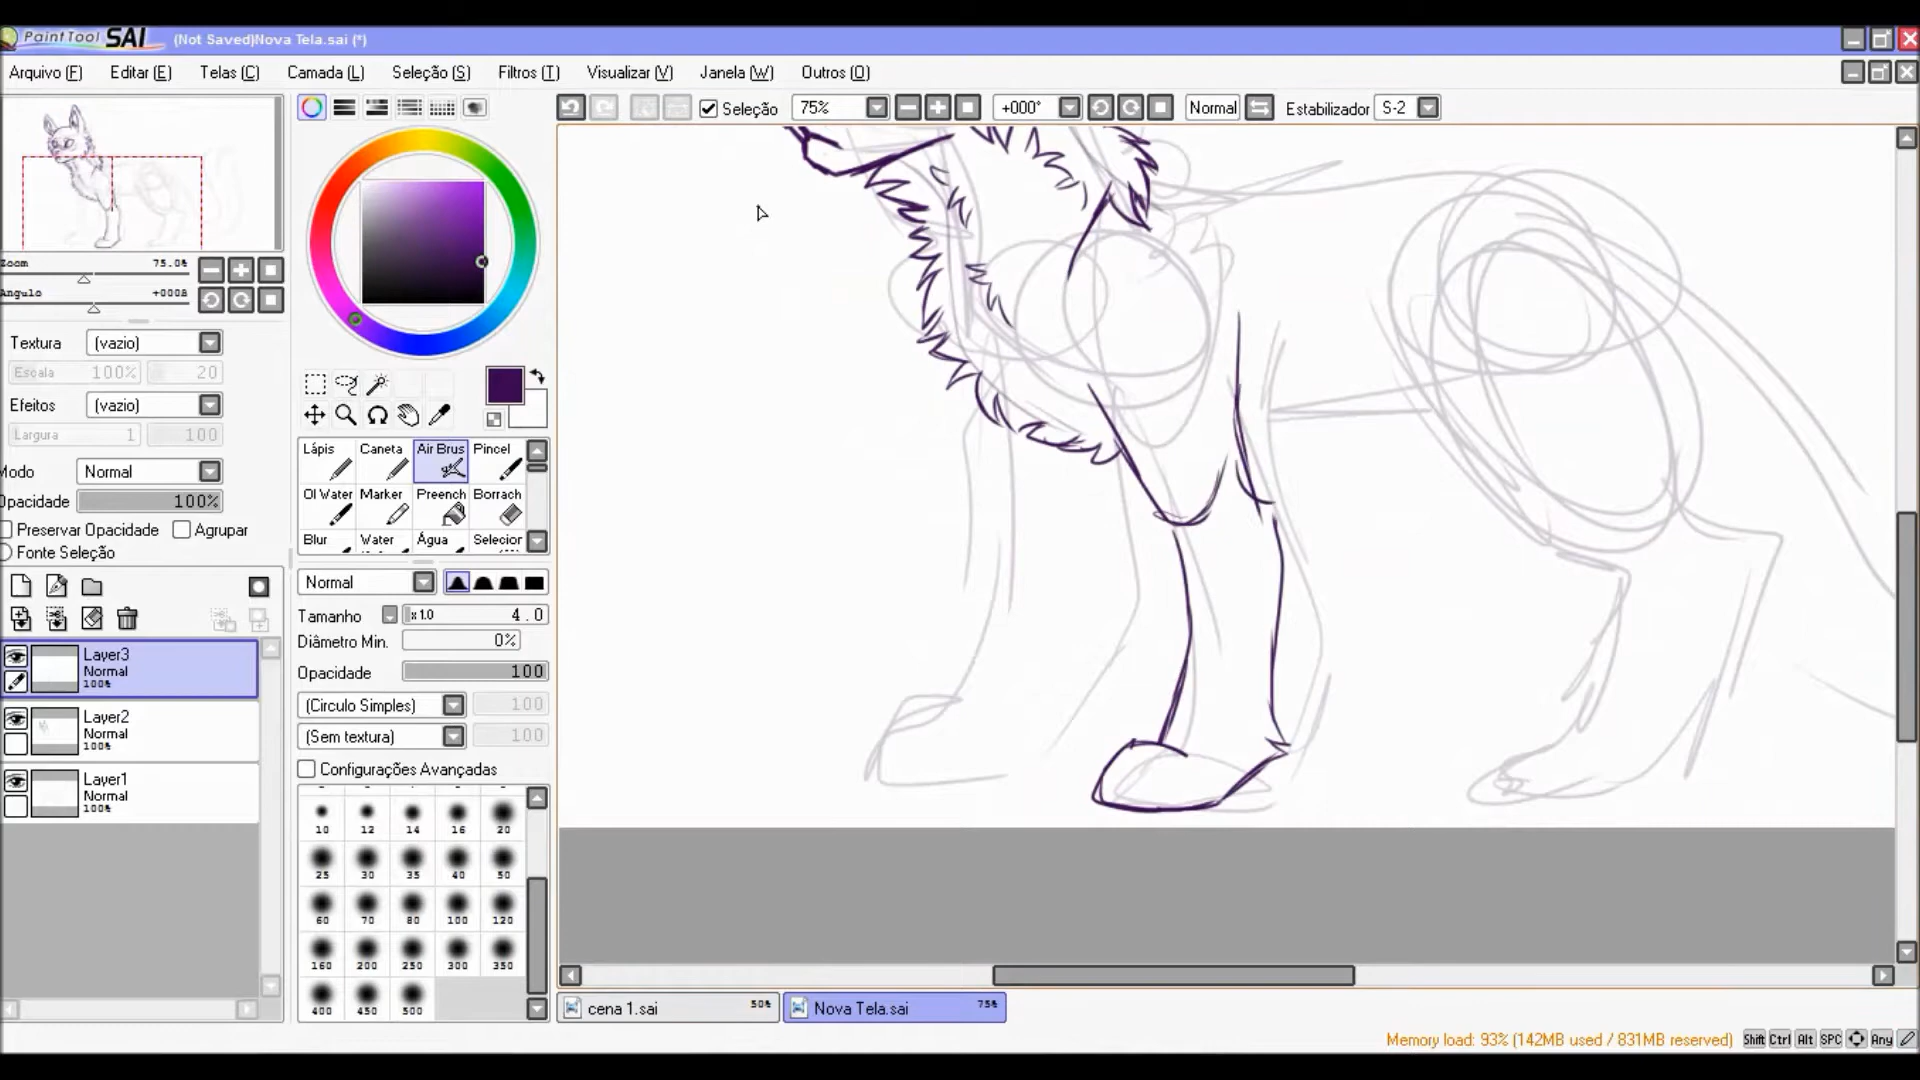 PaintTool SAI (Not Saved)Nova Tela.sai (*)
Arquivo (F) Editar (E) Telas (C) Camada (L) Seleção (S) Filtros (T) Visualizar (V) Janela (W) Outros (O)
Seleção 75% +000° Normal Estabilizador S-2
Zoom 75.0%
Angulo +000B
Textura (vazio)
Escala 100% 20
Efeitos (vazio)
Largura 1 100
Modo Normal
Opacidade 100%
Preservar Opacidade Agrupar
Fonte Seleção
Layer3
Normal
100%
Layer2
Normal
100%
Layer1
Normal
100%
Lápis Caneta Air Brus Pincel
Ol Water Marker Preench Borrach
Blur Water Água Selecior
Normal
Tamanho x1.0 4.0
Diâmetro Min. 0%
Opacidade 100
(Circulo Simples) 100
(Sem textura) 100
Configurações Avançadas
10 12 14 16 20
25 30 35 40 50
60 70 80 100 120
160 200 250 300 350
400 450 500
cena 1.sai 50% Nova Tela.sai 75%
Memory load: 93% (142MB used / 831MB reserved) Shift Ctrl Alt SPC Any